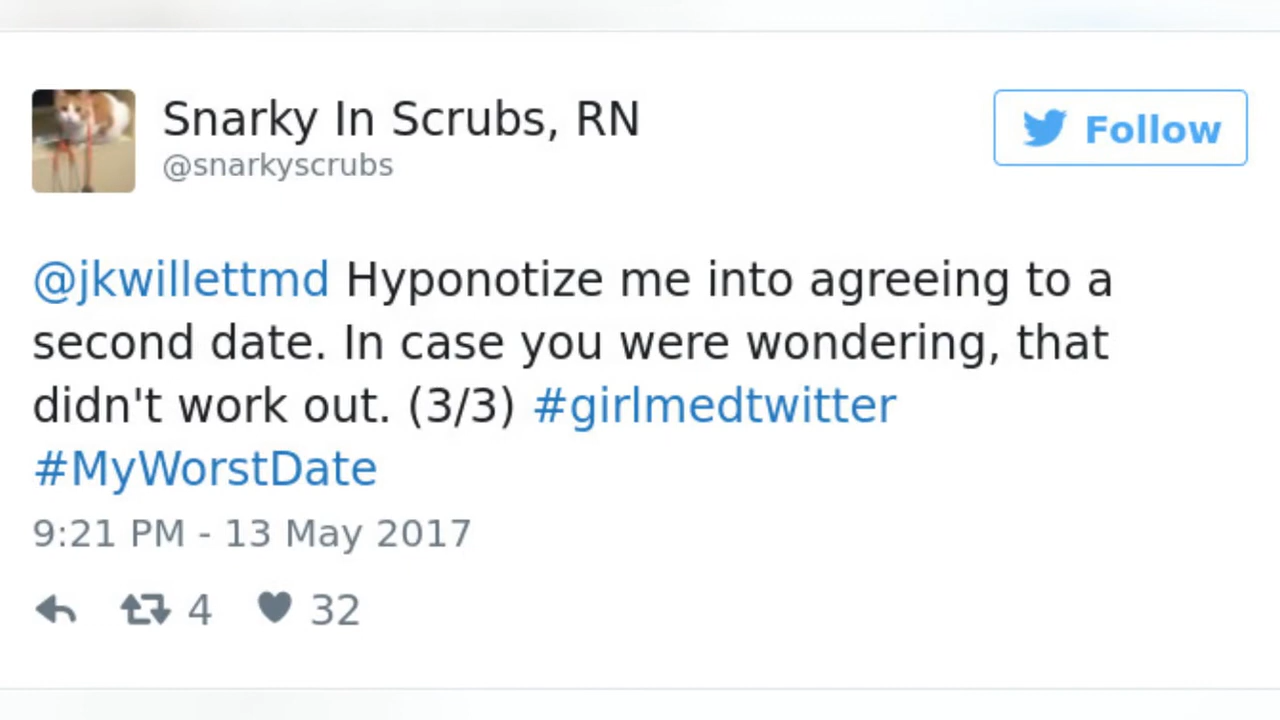 Snarky In Scrubs, RN
@snarkyscrubs
Follow
@jkwillettmd Hyponotize me into agreeing to a
second date. In case you were wondering, that
didn't work out. (3/3) #girlmedtwitter
#MyWorstDate
9:21 PM - 13 May 2017
4 32